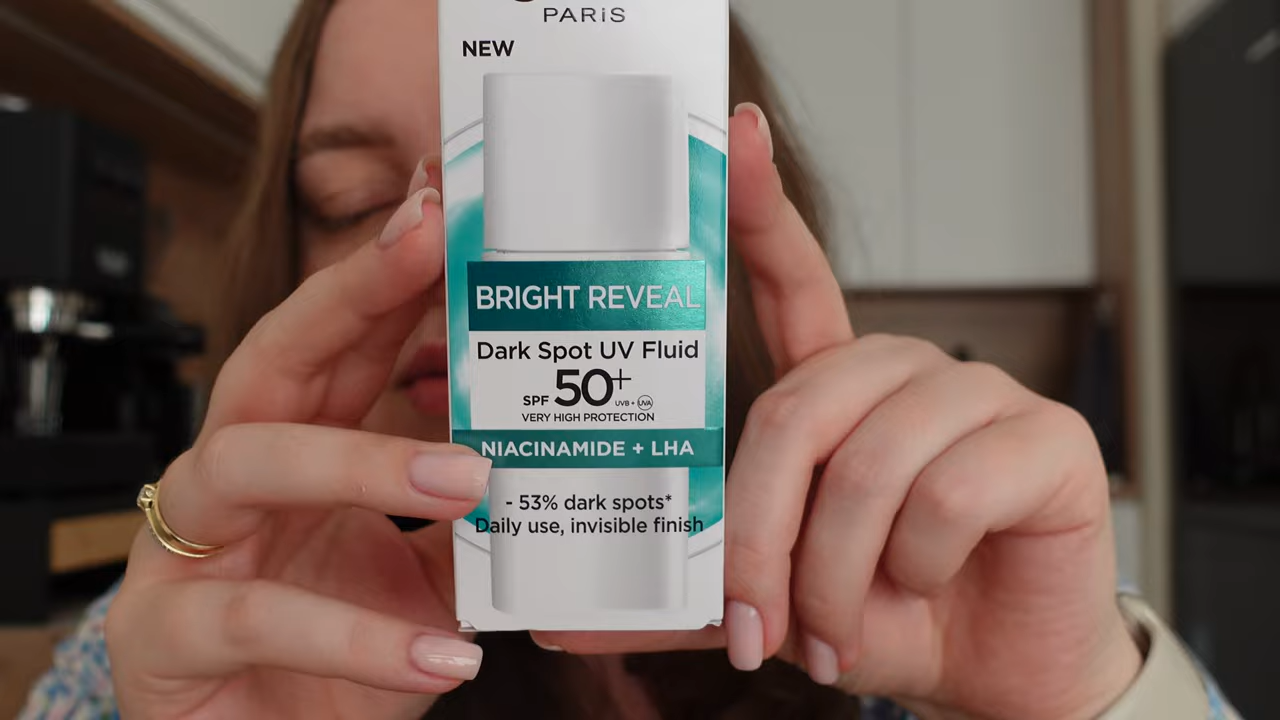 PARIS
NEW
BRIGHT REVEAL
Dark Spot UV Fluid
SPF 50+ UVB + UVA
VERY HIGH PROTECTION
NIACINAMIDE + LHA
- 53% dark spots*
Daily use, invisible finish